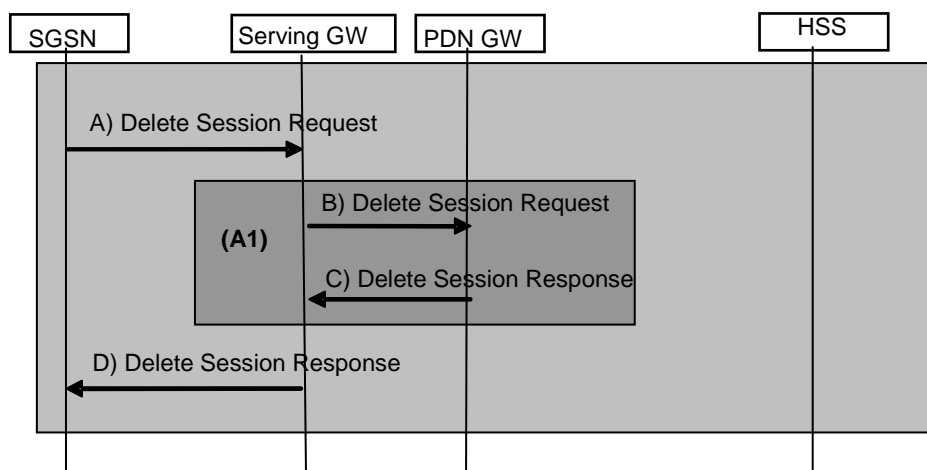 SGSN
Serving GW
PDN GW
HSS
A) Delete Session Request
B) Delete Session Request
(A1)
C) Delete Session Response
D) Delete Session Response